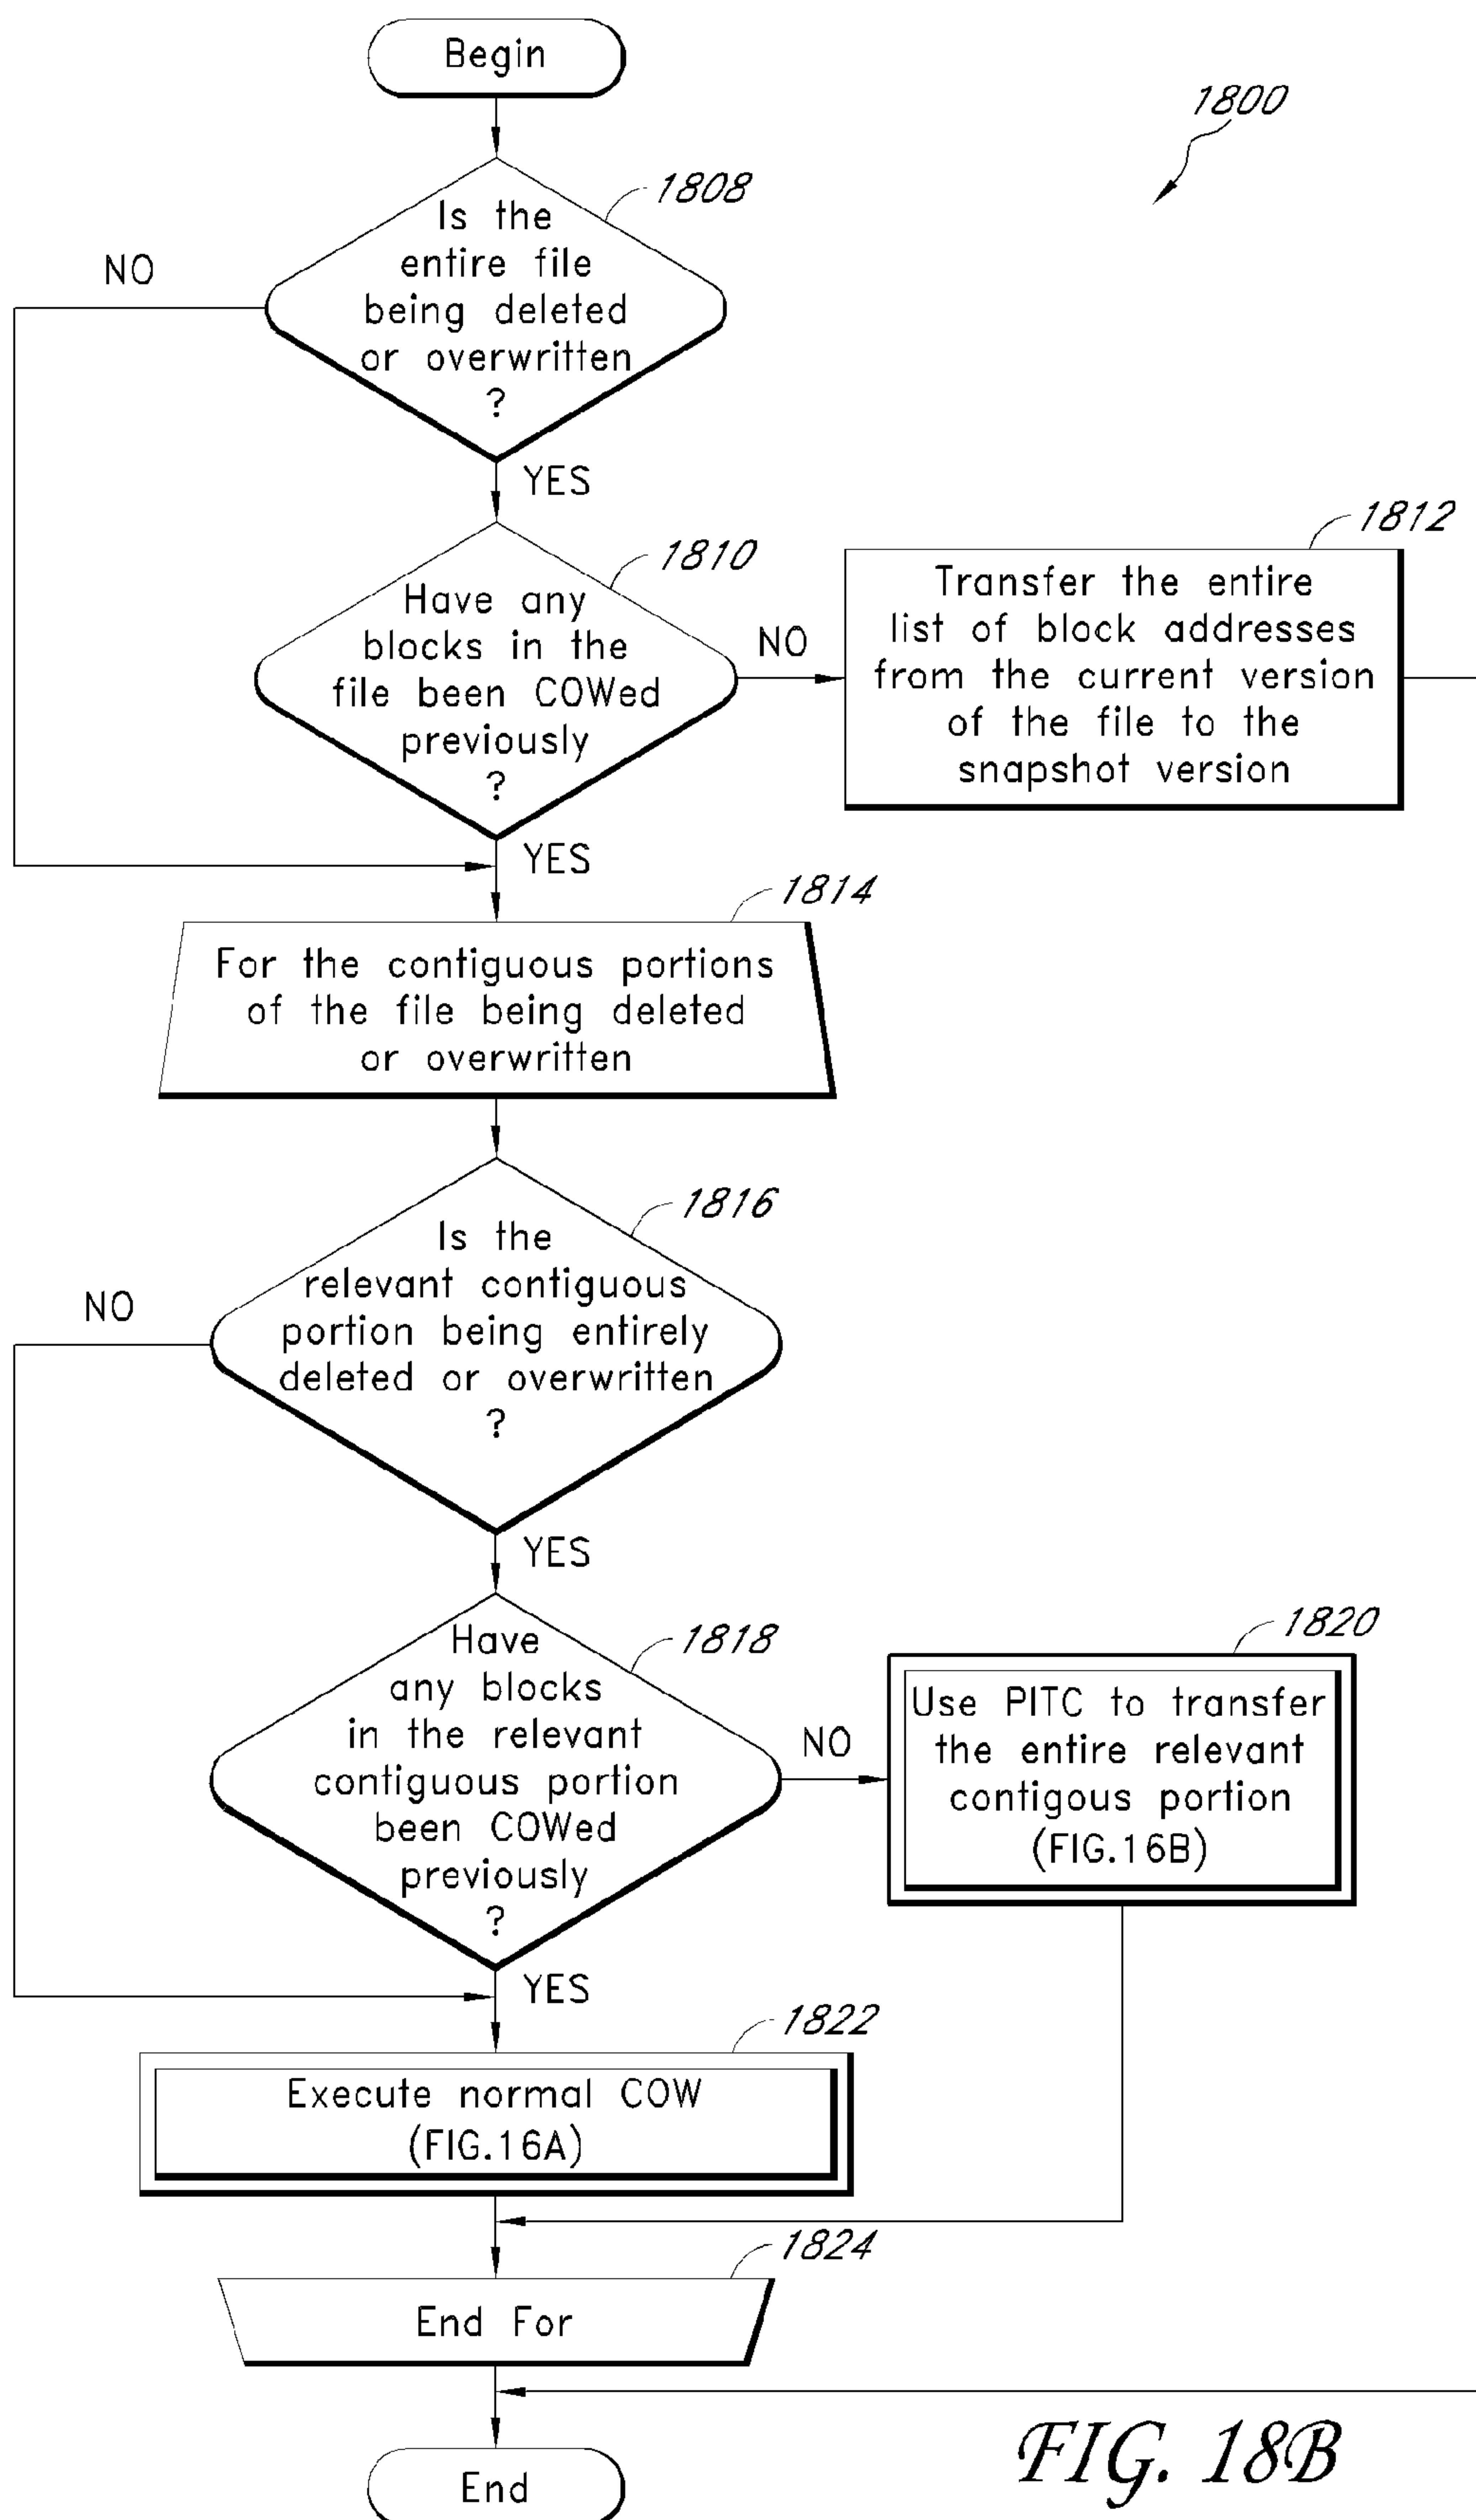 Begin
1800
1808
Is the
entire file
being deleted
or overwritten
?
NO
YES
1810
Have any
blocks in the
file been COWed
previously
?
NO
1812
Transfer the entire
list of block addresses
from the current version
of the file to the
snapshot version
YES
1814
For the contiguous portions
of the file being deleted
or overwritten
1816
Is the
relevant contiguous
portion being entirely
deleted or overwritten
?
NO
YES
1818
Have
any blocks
in the relevant
contiguous portion
been COWed
previously
?
NO
1820
Use PITC to transfer
the entire relevant
contigous portion
(FIG.16B)
YES
1822
Execute normal COW
(FIG.16A)
1824
End For
End
FIG. 18B